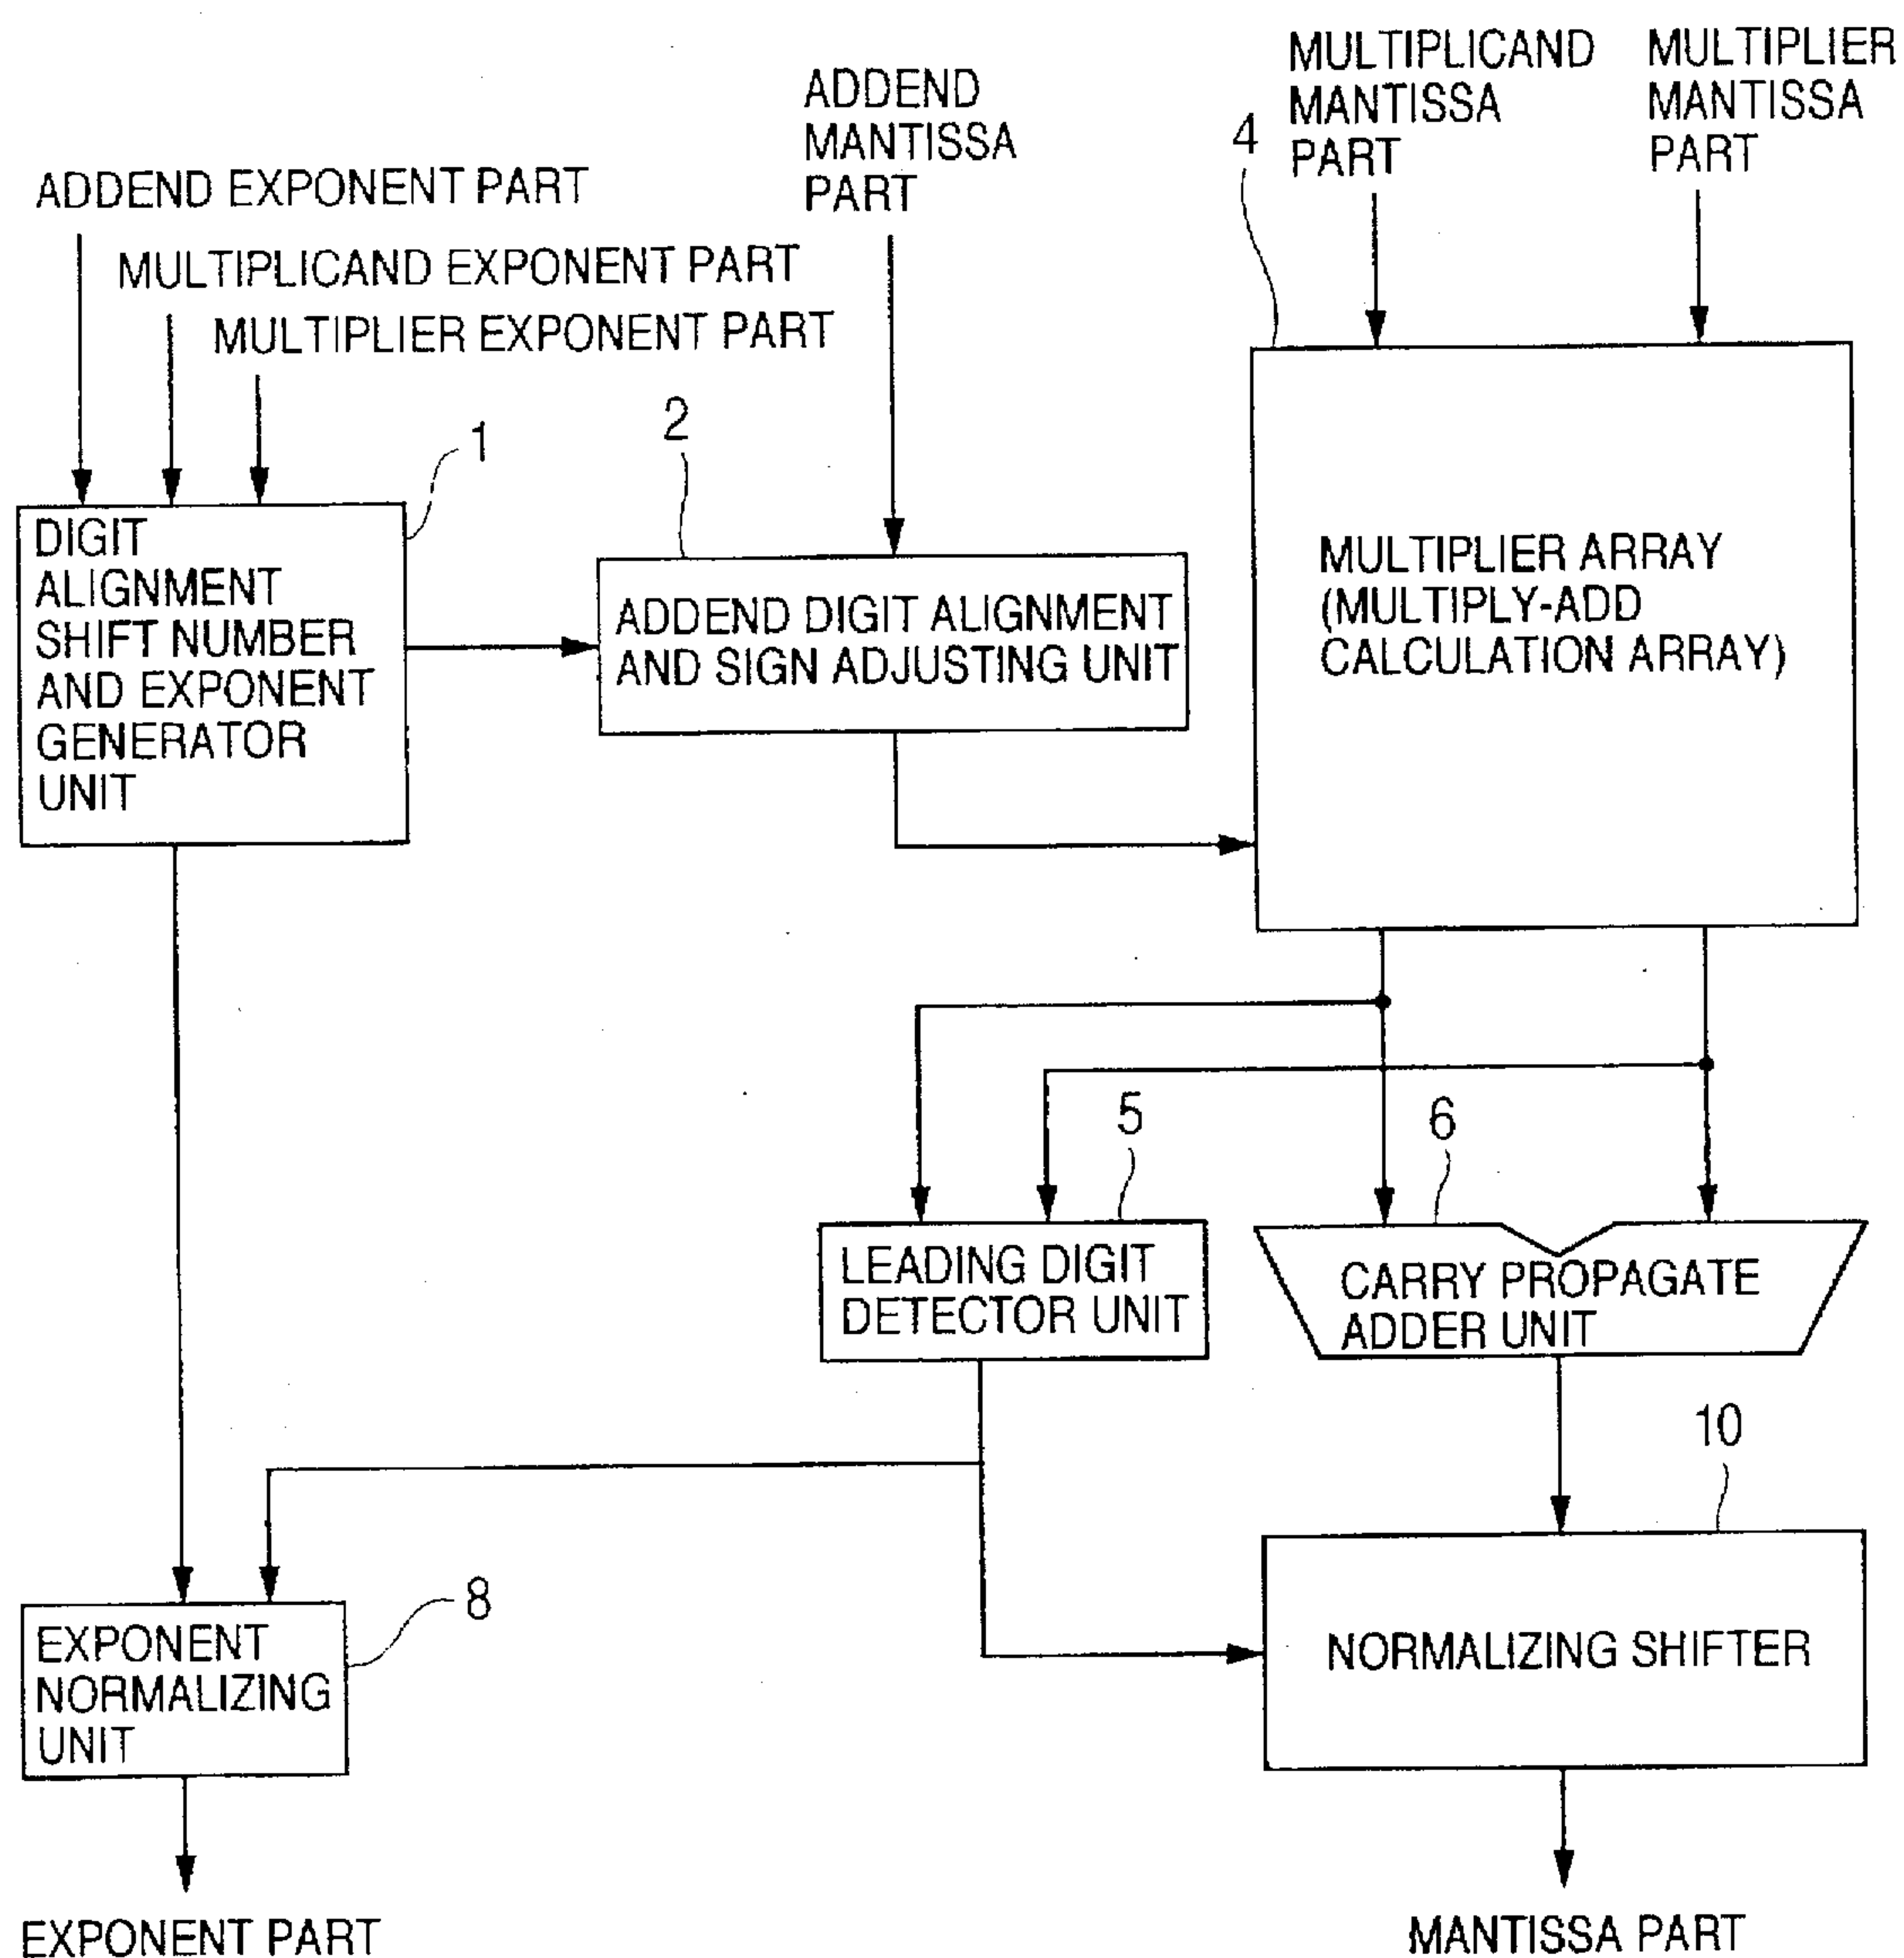 MULTIPLICAND
MANTISSA
PART
MULTIPLIER
MANTISSA
PART
ADDEND
MANTISSA
PART
4
ADDEND EXPONENT PART
MULTIPLICAND EXPONENT PART
MULTIPLIER EXPONENT PART
1
2
DIGIT
ALIGNMENT
SHIFT NUMBER
AND EXPONENT
GENERATOR
UNIT
ADDEND DIGIT ALIGNMENT
AND SIGN ADJUSTING UNIT
MULTIPLIER ARRAY
(MULTIPLY-ADD
CALCULATION ARRAY)
5
6
LEADING DIGIT
DETECTOR UNIT
CARRY PROPAGATE
ADDER UNIT
10
8
EXPONENT
NORMALIZING
UNIT
NORMALIZING SHIFTER
EXPONENT PART
MANTISSA PART